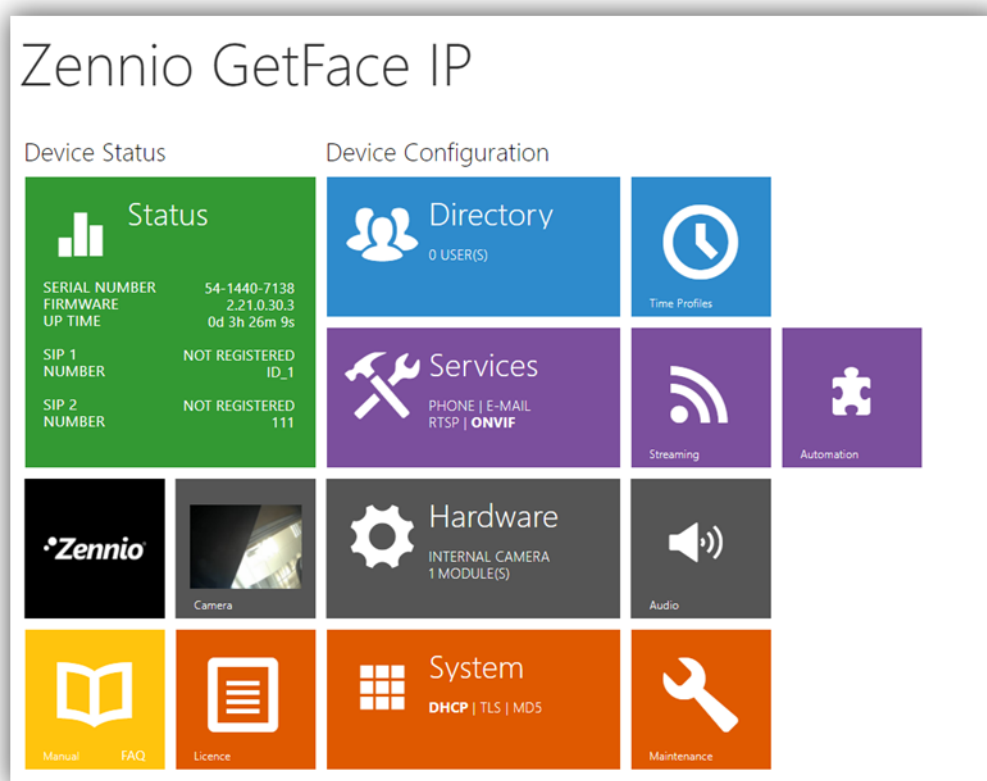 Zennio GetFace IP
Device Status
Device Configuration
Status
SERIAL NUMBER 54-1440-7138
FIRMWARE 2.21.0.30.3
UP TIME 0d 3h 26m 9s
SIP 1 NOT REGISTERED
NUMBER ID_1
SIP 2 NOT REGISTERED
NUMBER 111
Directory
0 USER(S)
Time Profiles
Services
PHONE | E-MAIL
RTSP | ONVIF
Streaming
Automation
Zennio
Camera
Hardware
INTERNAL CAMERA
1 MODULE(S)
Audio
Manual FAQ
Licence
System
DHCP | TLS | MD5
Maintenance